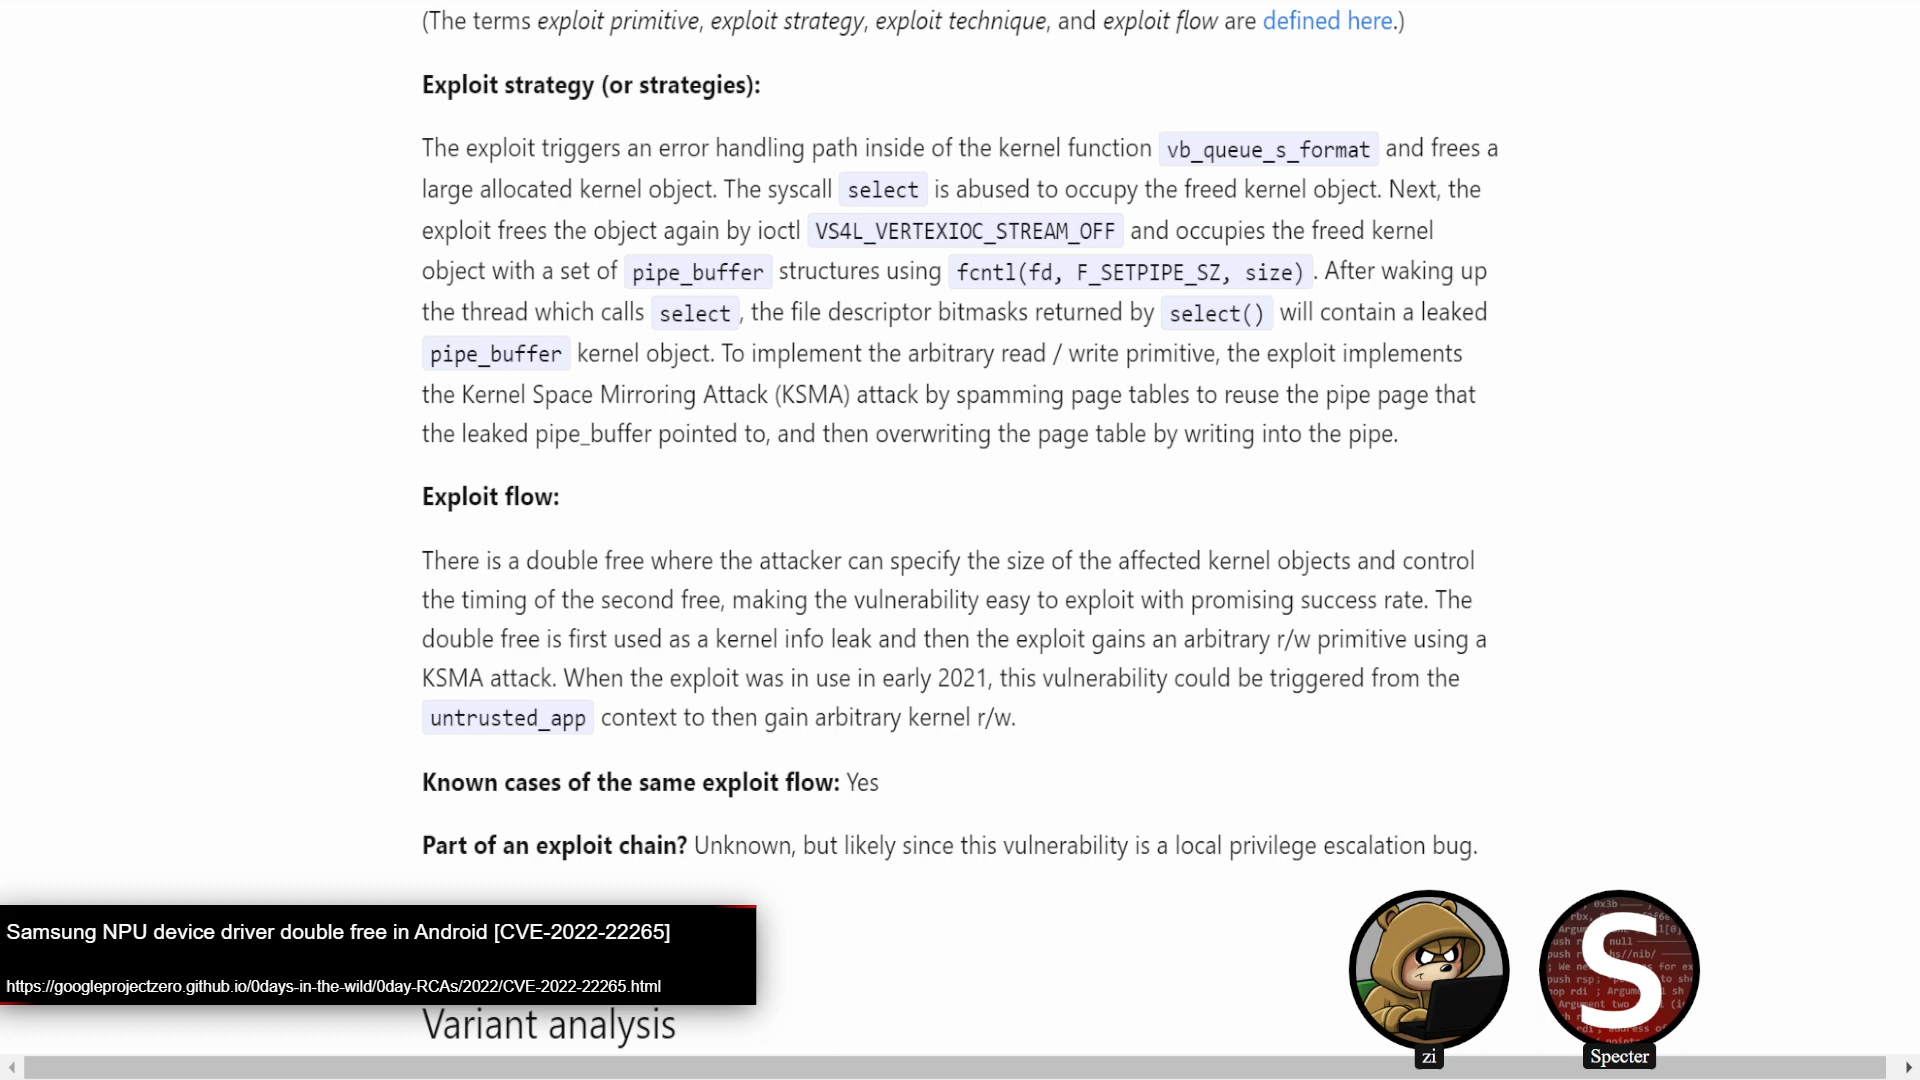 (The terms exploit primitive, exploit strategy, exploit technique, and exploit flow are defined here.)
Exploit strategy (or strategies):
The exploit triggers an error handling path inside of the kernel function vb_queue_s_format and frees a
large allocated kernel object. The syscall select is abused to occupy the freed kernel object. Next, the
exploit frees the object again by ioctl VS4L_VERTEXIOC_STREAM_OFF and occupies the freed kernel
object with a set of pipe_buffer structures using fcntl(fd, F_SETPIPE_SZ, size). After waking up
the thread which calls select, the file descriptor bitmasks returned by select() will contain a leaked
pipe_buffer kernel object. To implement the arbitrary read / write primitive, the exploit implements
the Kernel Space Mirroring Attack (KSMA) attack by spamming page tables to reuse the pipe page that
the leaked pipe_buffer pointed to, and then overwriting the page table by writing into the pipe.
Exploit flow:
There is a double free where the attacker can specify the size of the affected kernel objects and control
the timing of the second free, making the vulnerability easy to exploit with promising success rate. The
double free is first used as a kernel info leak and then the exploit gains an arbitrary r/w primitive using a
KSMA attack. When the exploit was in use in early 2021, this vulnerability could be triggered from the
untrusted_app context to then gain arbitrary kernel r/w.
Known cases of the same exploit flow: Yes
Part of an exploit chain? Unknown, but likely since this vulnerability is a local privilege escalation bug.
Samsung NPU device driver double free in Android [CVE-2022-22265]
https://googleprojectzero.github.io/0days-in-the-wild/0day-RCAs/2022/CVE-2022-22265.html
Variant analysis
S
zi
Specter